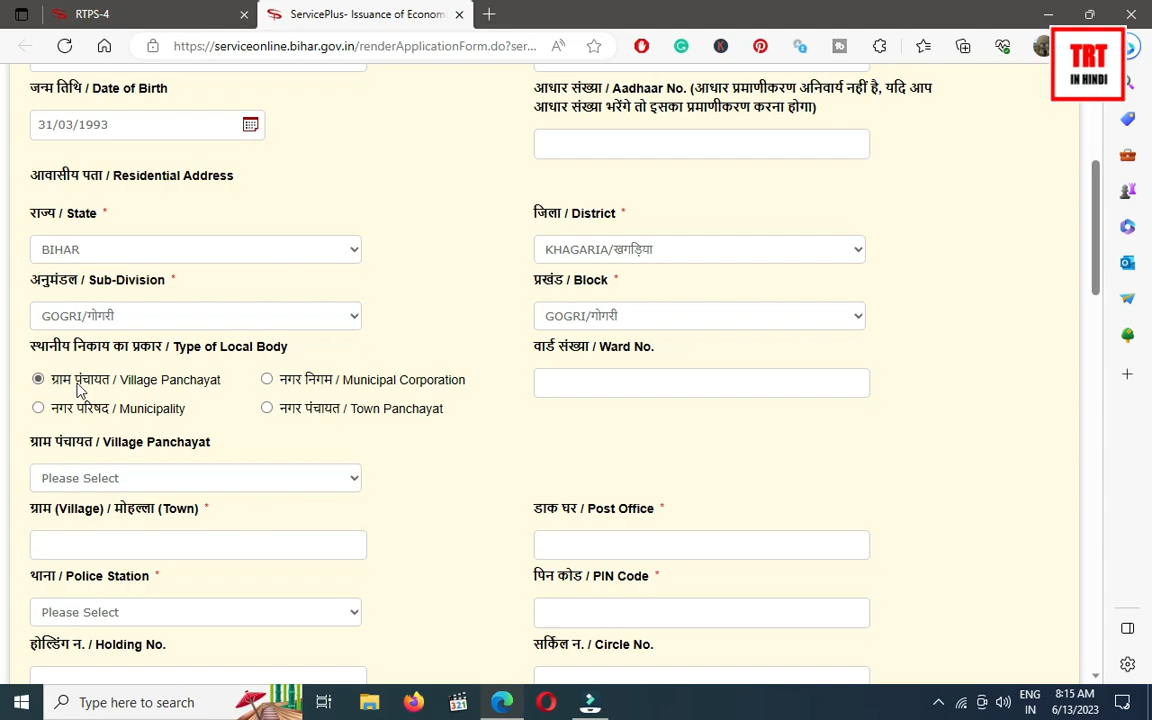 RTPS-4
ServicePlus- Issuance of Econom
https://serviceonline.bihar.gov.in/renderApplicationForm.do?ser...
TRT
IN HINDI
जन्म तिथि / Date of Birth
आधार संख्या / Aadhaar No. (आधार प्रमाणीकरण अनिवार्य नहीं है, यदि आप
आधार संख्या भरेंगे तो इसका प्रमाणीकरण करना होगा)
31/03/1993
आवासीय पता / Residential Address
राज्य / State *
जिला / District *
BIHAR
KHAGARIA/खगड़िया
अनुमंडल / Sub-Division *
प्रखंड / Block *
GOGRI/गोगरी
GOGRI/गोगरी
स्थानीय निकाय का प्रकार / Type of Local Body
वार्ड संख्या / Ward No.
ग्राम पंचायत / Village Panchayat
नगर निगम / Municipal Corporation
नगर परिषद / Municipality
नगर पंचायत / Town Panchayat
ग्राम पंचायत / Village Panchayat
Please Select
ग्राम (Village) / मोहल्ला (Town) *
डाक घर / Post Office *
थाना / Police Station *
पिन कोड / PIN Code *
Please Select
होल्डिंग न. / Holding No.
सर्किल न. / Circle No.
Type here to search
321
ENG
IN
8:15 AM
6/13/2023